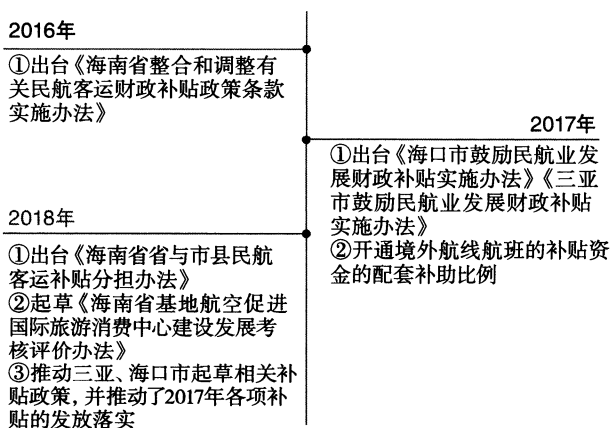 2016年
①出台《海南省整合和调整有
关民航客运财政补贴政策条款
实施办法》
2017年
①出台《海口市鼓励民航业发
展财政补贴实施办法》《三亚
市鼓励民航业发展财政补贴
实施办法》
②开通境外航线航班的补贴资
金的配套补助比例
2018年
①出台《海南省省与市县民航
客运补贴分担办法》
②起草《海南省基地航空促进
国际旅游消费中心建设发展考
核评价办法》
③推动三亚、海口市起草相关补
贴政策，并推动了2017年各项补
贴的发放落实